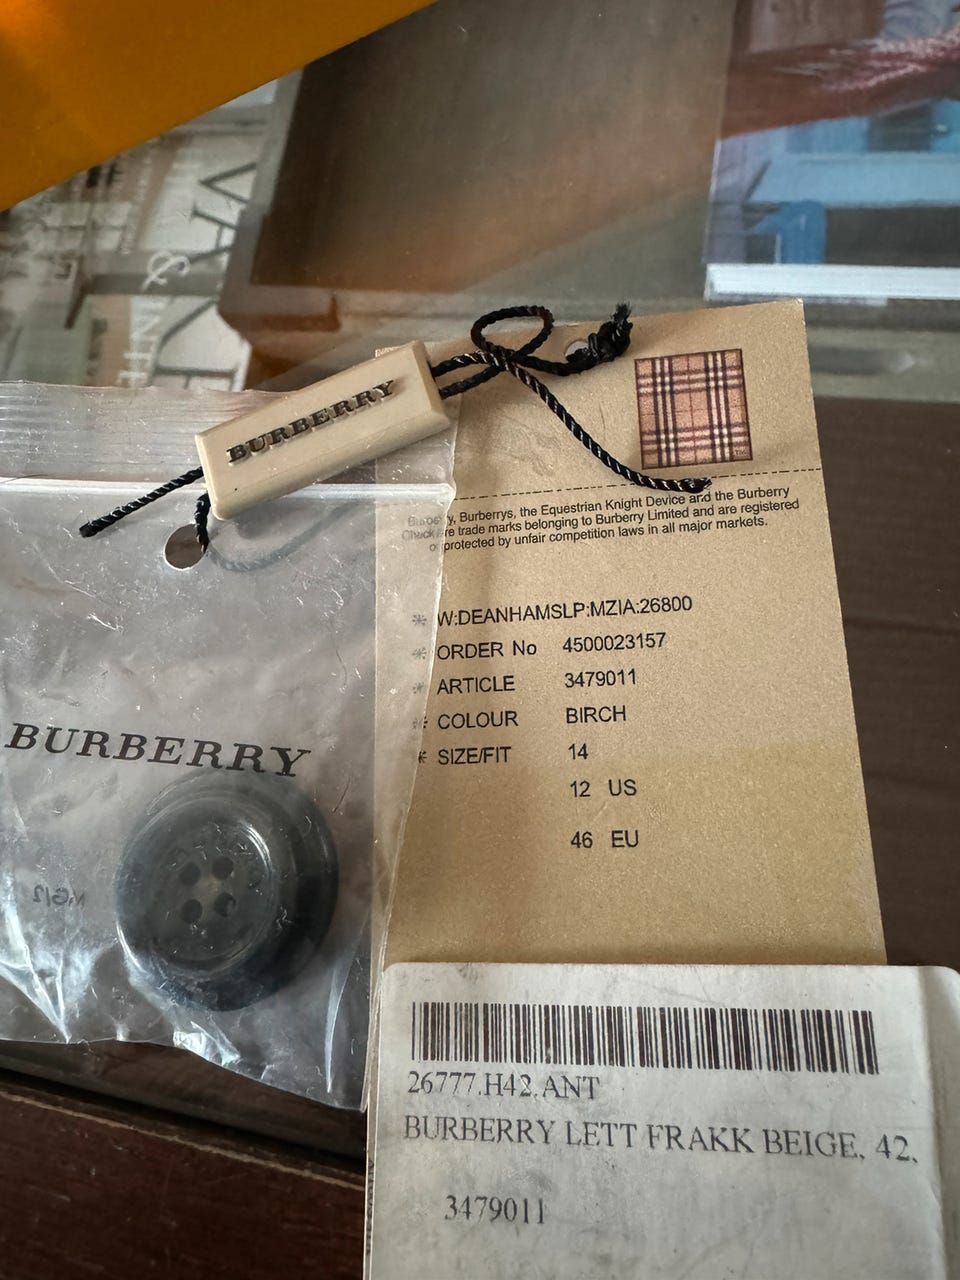 VA
&
BURBERRY
Burberry, Burberrys, the Equestrian Knight Device and the Burberry
Check are trade marks belonging to Burberry Limited and are registered
or protected by unfair competition laws in all major markets.
* W:DEANHAMSLP:MZIA:26800
* ORDER No 4500023157
* ARTICLE 3479011
* COLOUR BIRCH
* SIZE/FIT 14
12 US
46 EU
BURBERRY
26777.H42.ANT
BURBERRY LETT FRAKK BEIGE, 42,
3479011